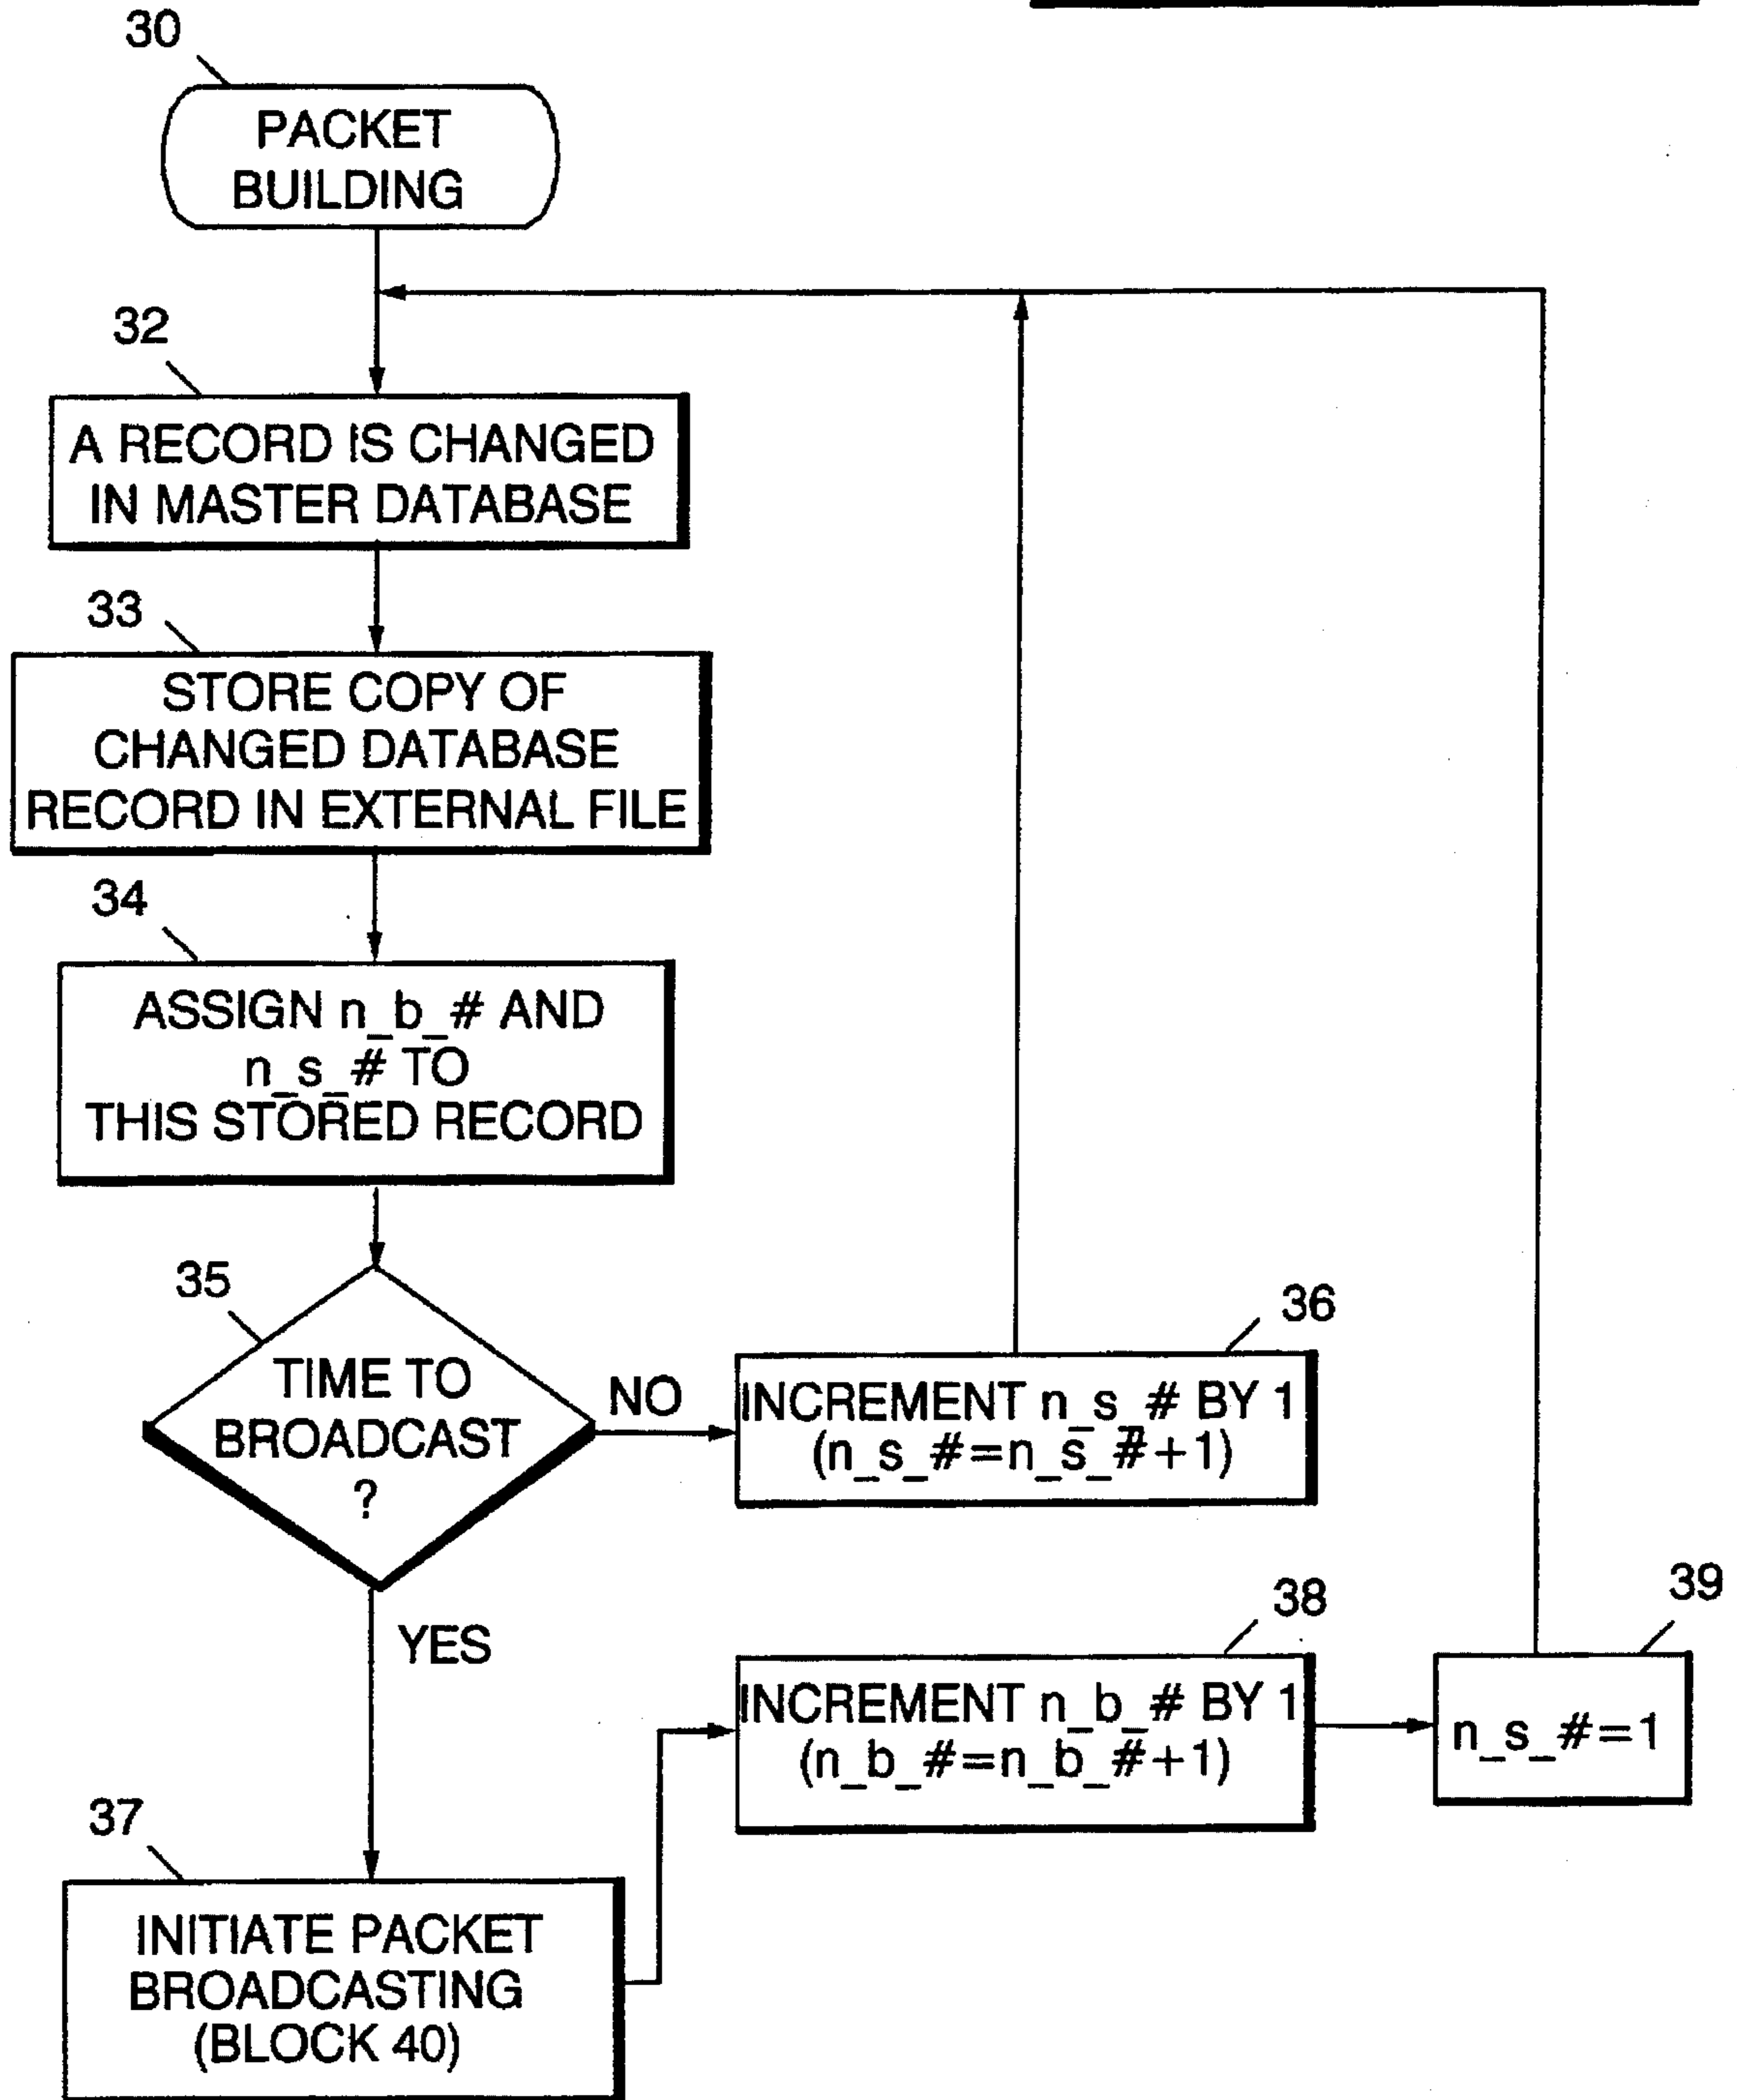 30
PACKET
BUILDING
32
A RECORD IS CHANGED
IN MASTER DATABASE
33
STORE COPY OF
CHANGED DATABASE
RECORD IN EXTERNAL FILE
34
ASSIGN n_b_# AND
n_s_# TO
THIS STORED RECORD
35
TIME TO
BROADCAST
?
NO
36
INCREMENT n_s_# BY 1
(n_s_#=n_s_#+1)
YES
38
INCREMENT n_b_# BY 1
(n_b_#=n_b_#+1)
39
n_s_#=1
37
INITIATE PACKET
BROADCASTING
(BLOCK 40)